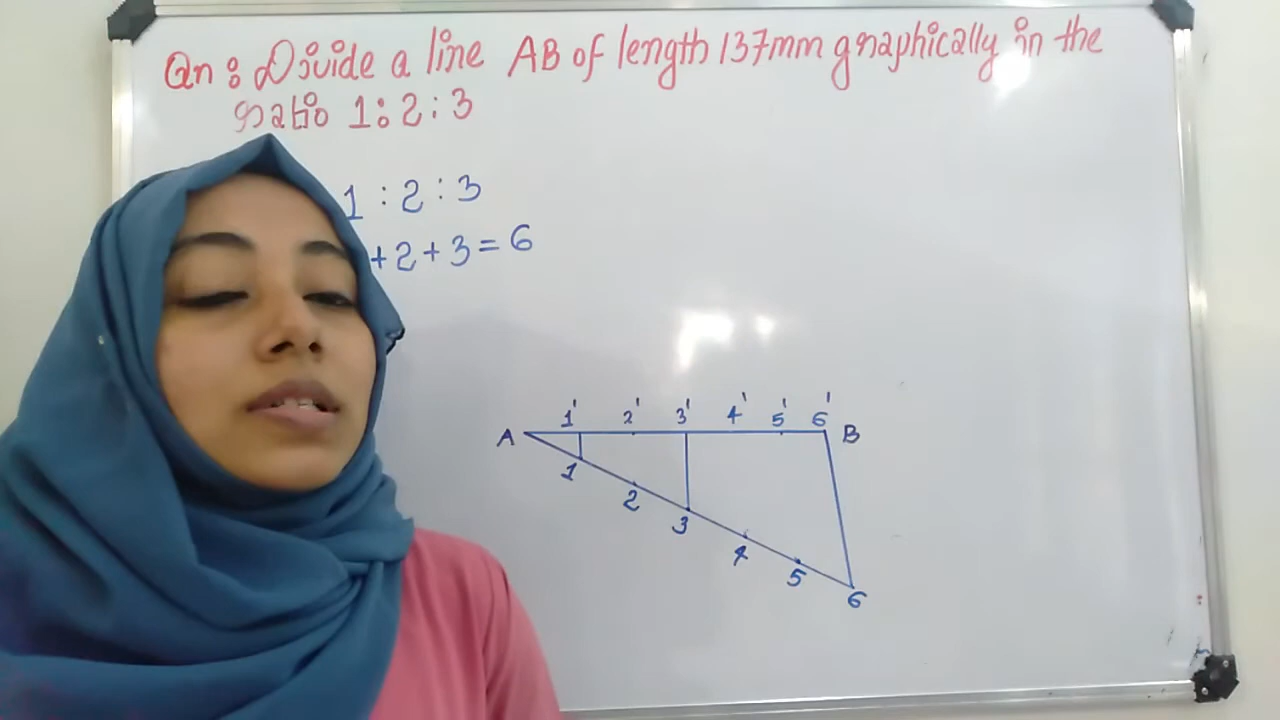 Qn : Divide a line AB of length 137mm graphically in the
ratio 1:2:3
1 : 2 : 3
+ 2 + 3 = 6
1' 2' 3' 4' 5' 6'
A B
1
2
3
4
5
6